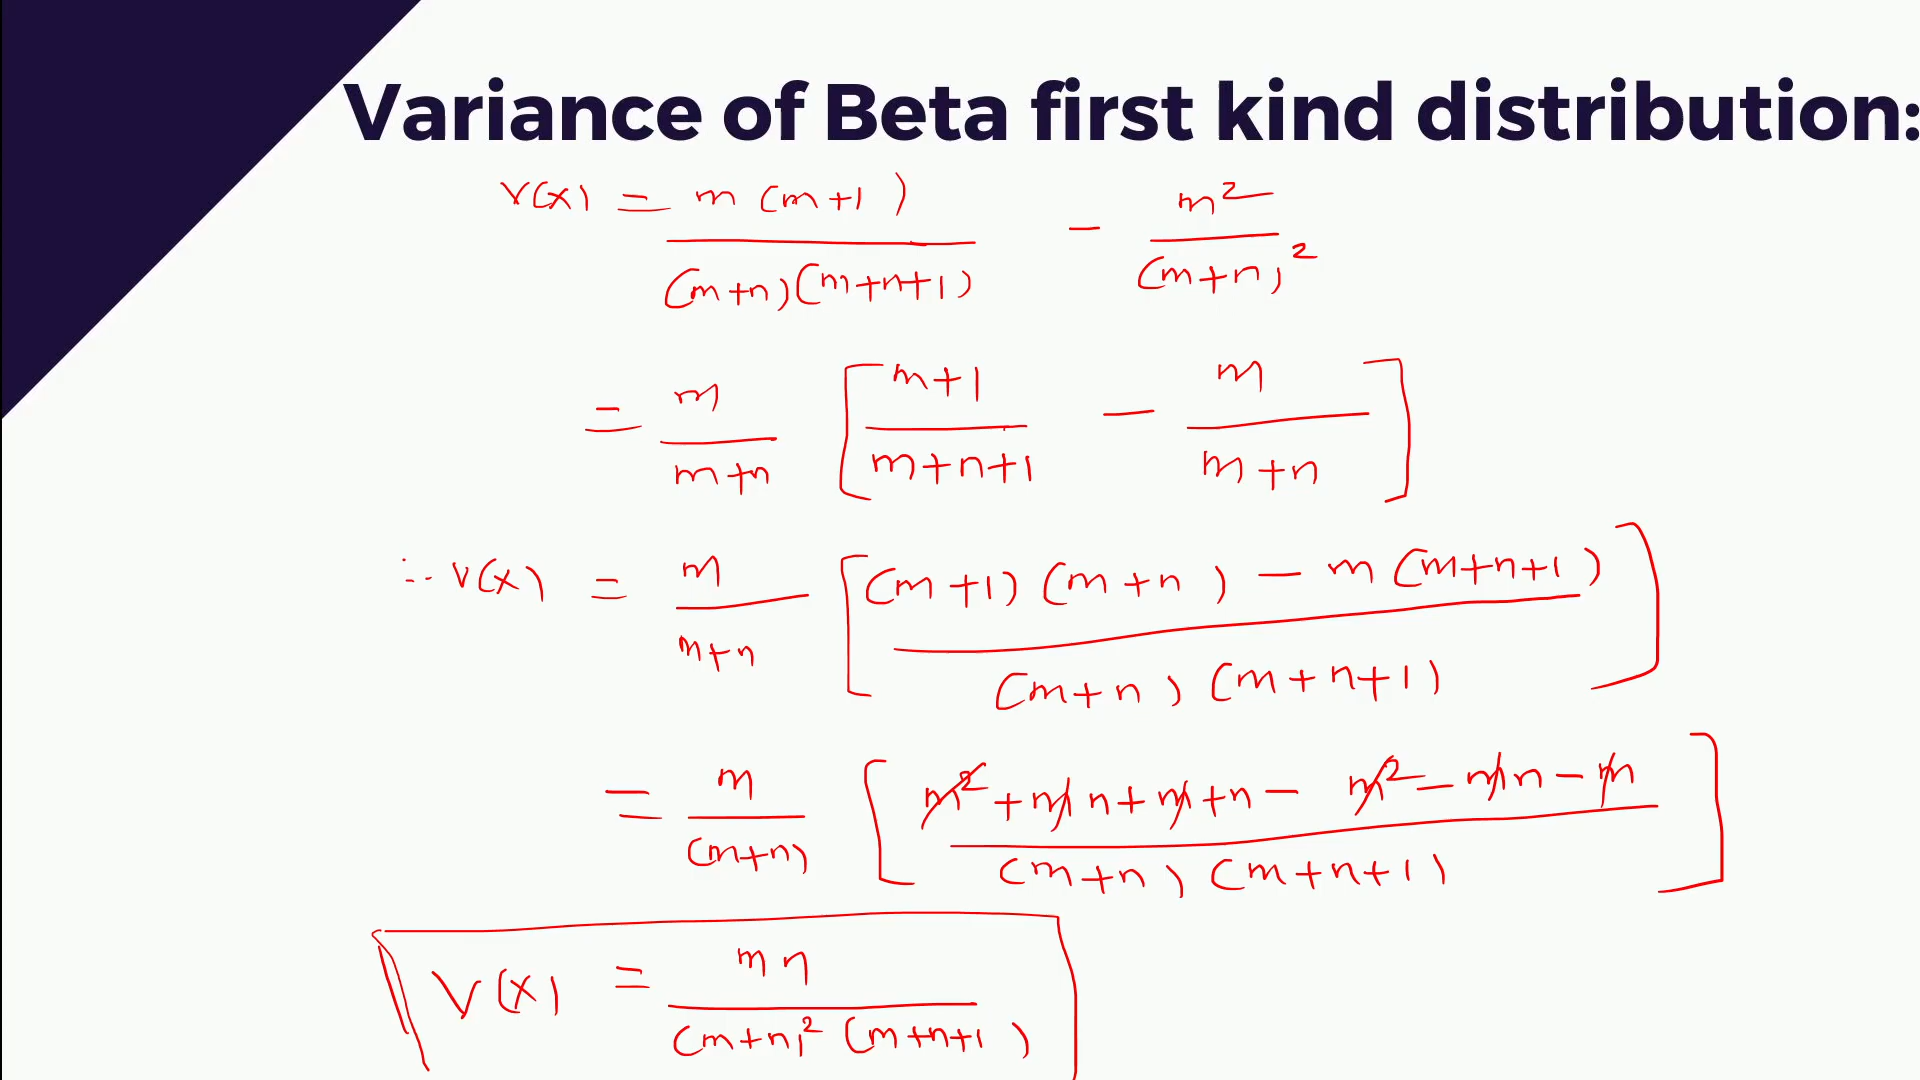 Variance of Beta first kind distribution:
V(X) = m(m+1) / (m+n)(m+n+1) - m² / (m+n)²
= m / m+n [ m+1 / m+n+1 - m / m+n ]
∴ V(X) = m / m+n [ (m+1)(m+n) - m(m+n+1) / (m+n)(m+n+1) ]
= m / (m+n) [ m² + mn + m + n - m² - mn - m / (m+n)(m+n+1) ]
V(X) = mn / (m+n)² (m+n+1)